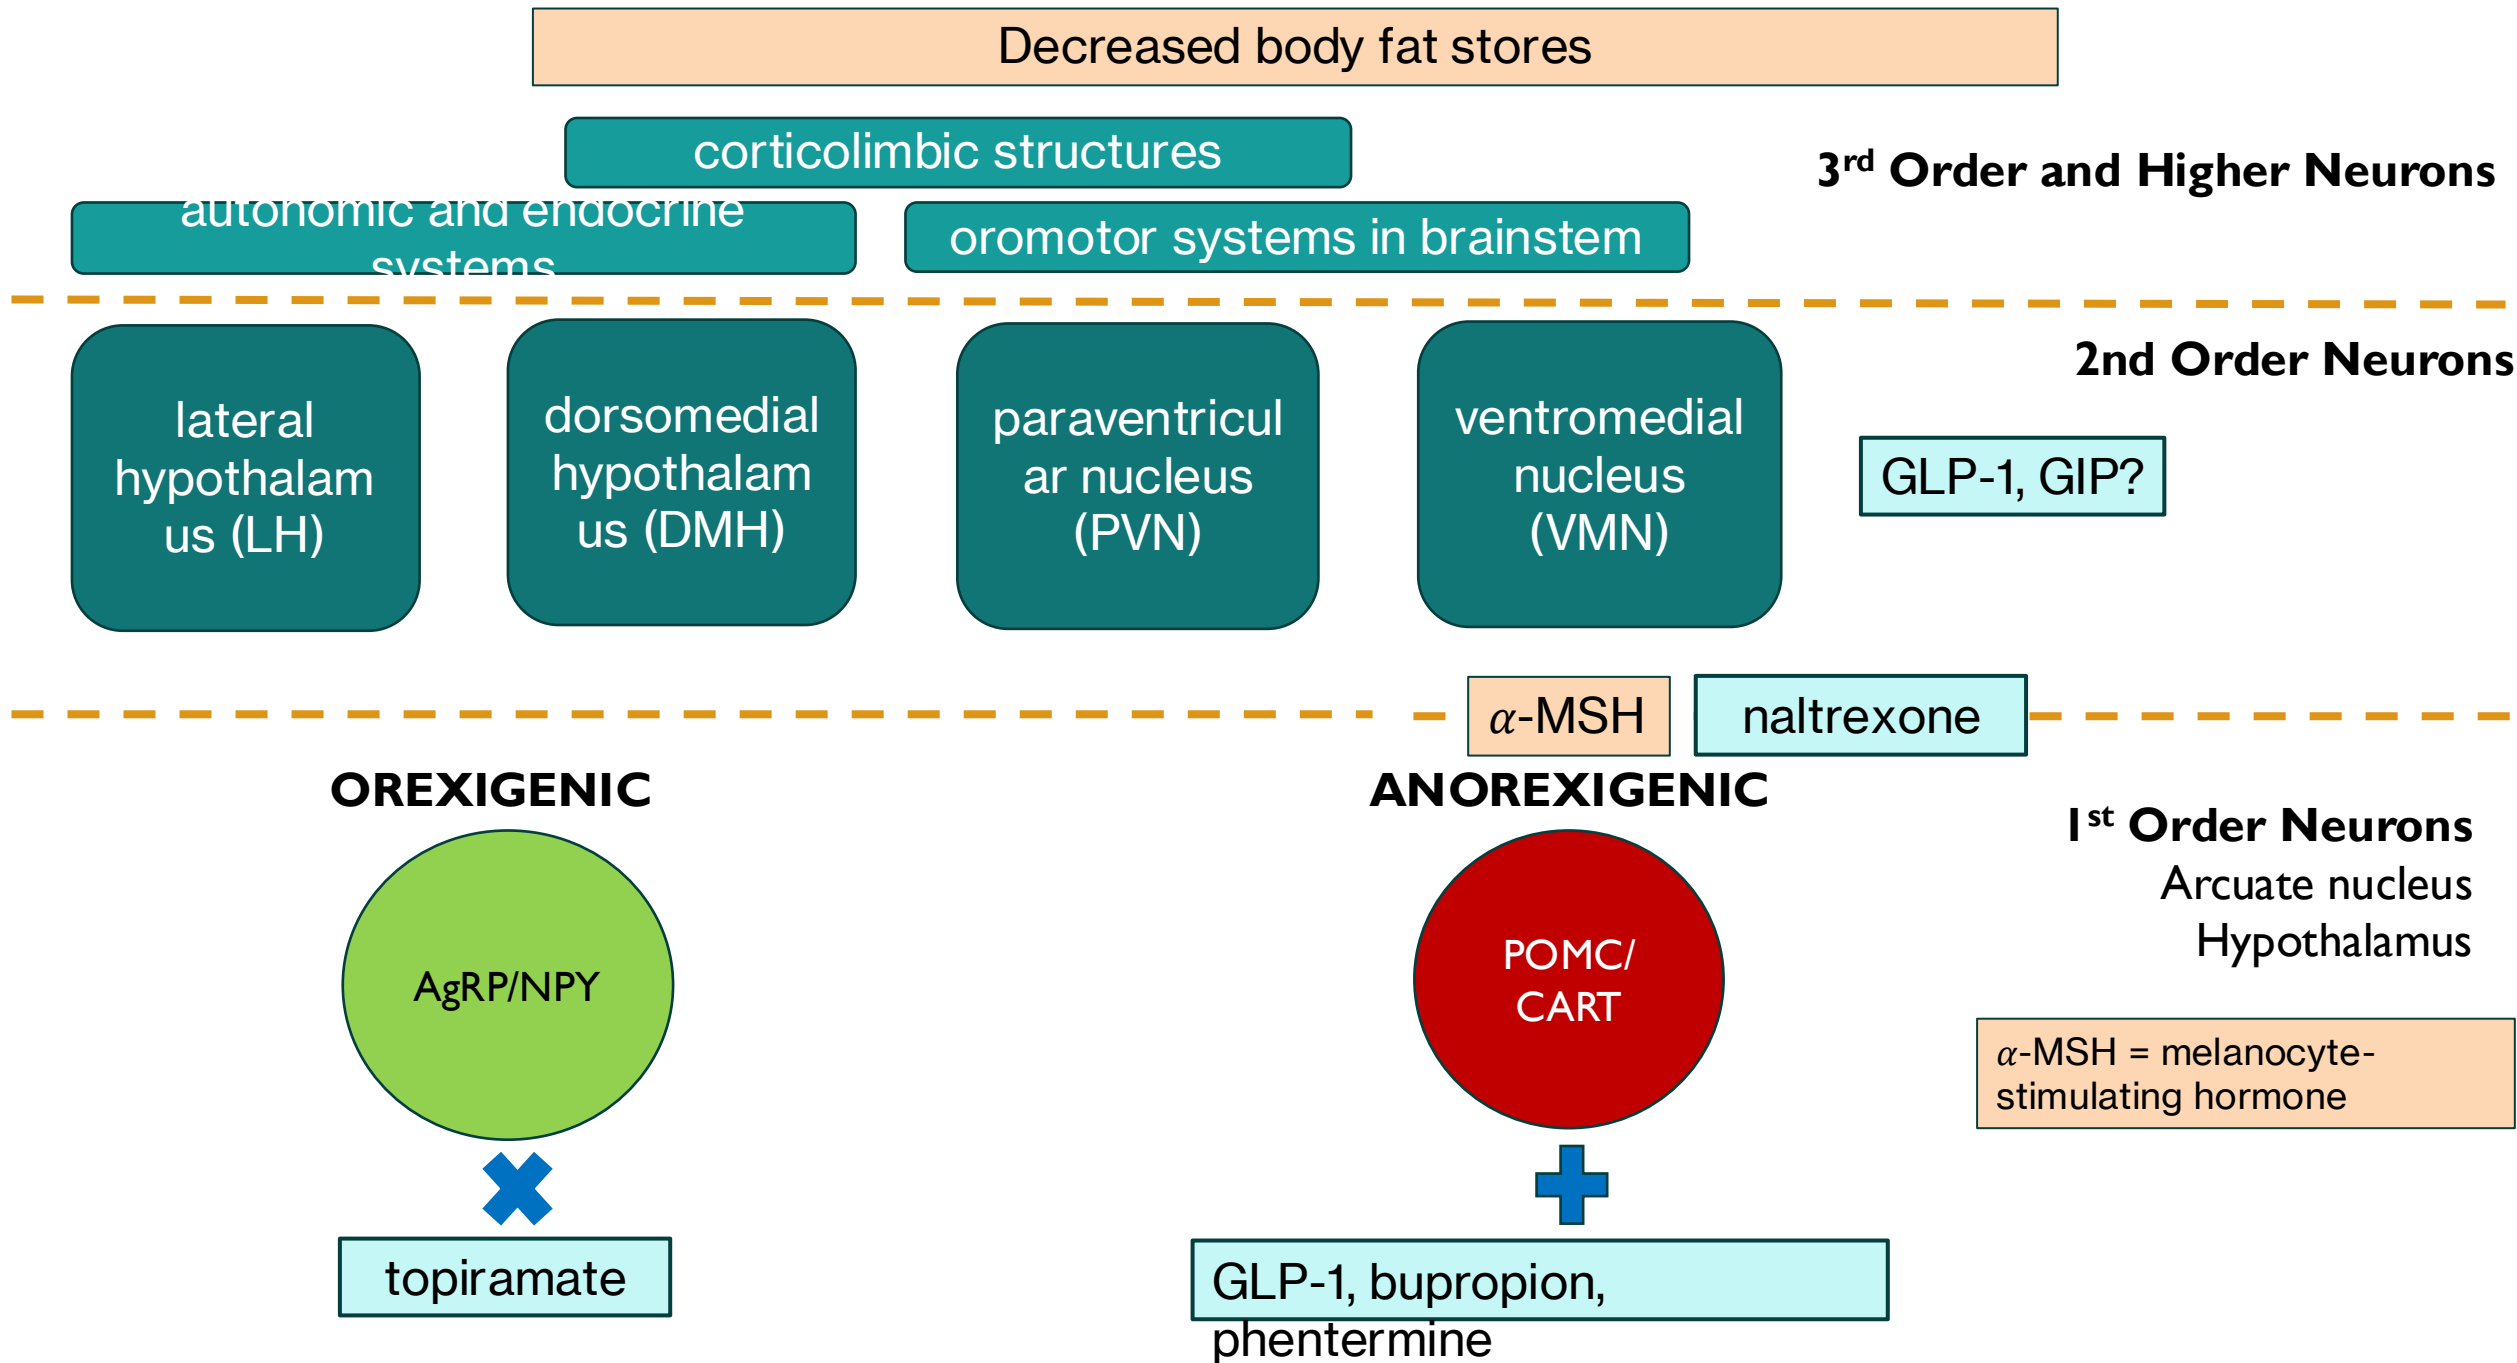 Decreased body fat stores
corticolimbic structures
3rd Order and Higher Neurons
autonomic and endocrine
systems
oromotor systems in brainstem
2nd Order Neurons
lateral
hypothalam
us (LH)
dorsomedial
hypothalam
us (DMH)
paraventricul
ar nucleus
(PVN)
ventromedial
nucleus
(VMN)
GLP-1, GIP?
α-MSH
naltrexone
OREXIGENIC
ANOREXIGENIC
1st Order Neurons
Arcuate nucleus
Hypothalamus
AgRP/NPY
POMC/
CART
α-MSH = melanocyte-
stimulating hormone
topiramate
GLP-1, bupropion,
phentermine